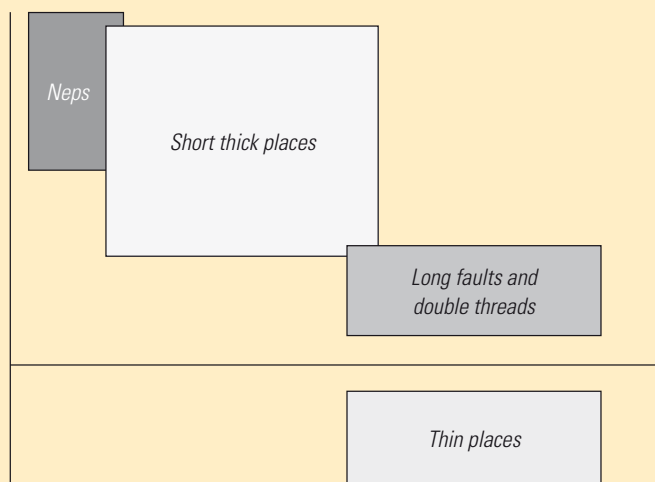 Neps
Short thick places
Long faults and
double threads
Thin places